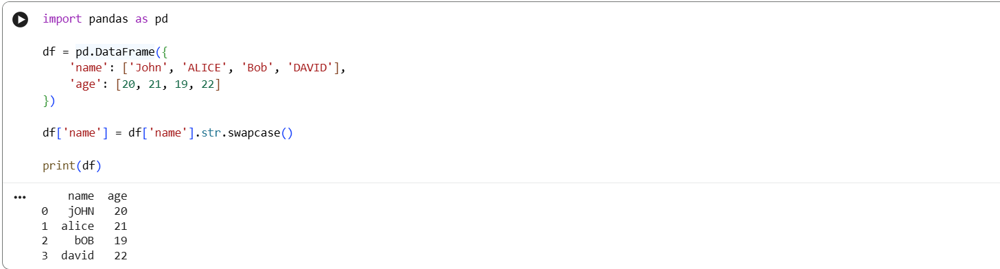 import pandas as pd
df = pd.DataFrame({
    'name': ['John', 'ALICE', 'Bob', 'DAVID'],
    'age': [20, 21, 19, 22]
})
df['name'] = df['name'].str.swapcase()
print(df)
    name  age
0   jOHN   20
1  alice   21
2    bOB   19
3  david   22